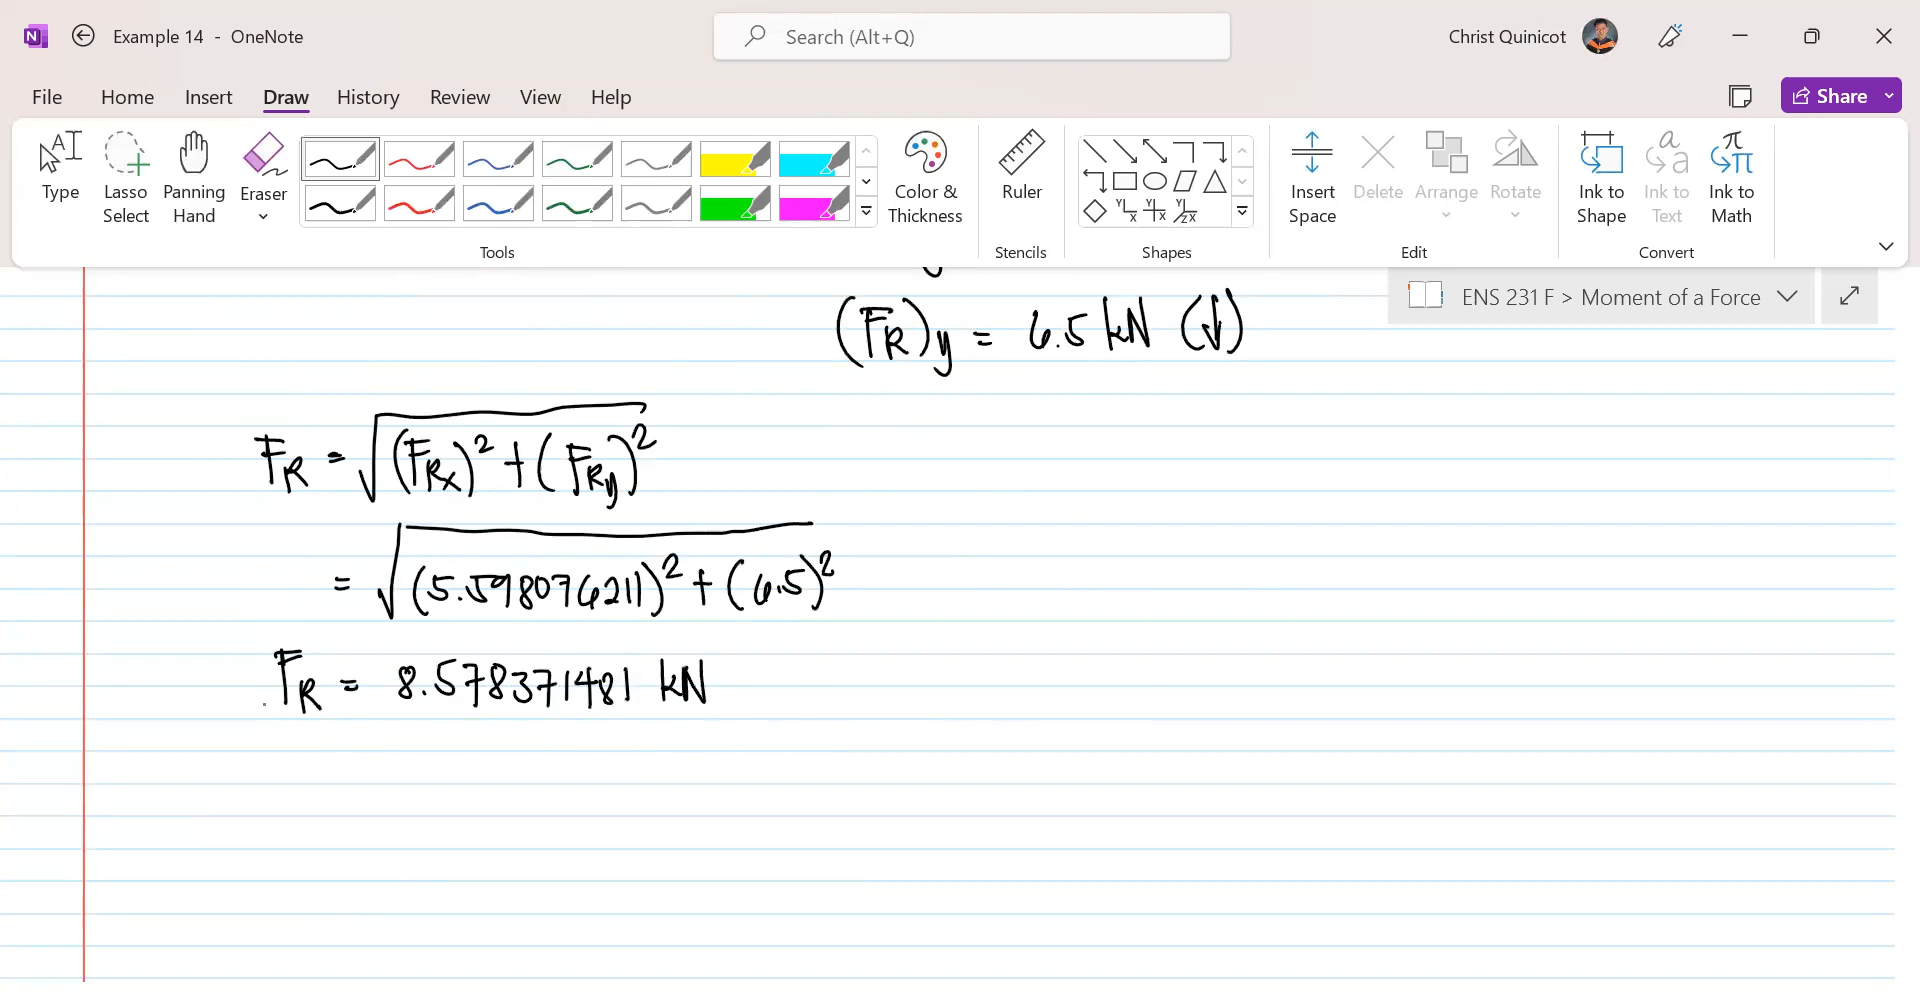 Example 14 - OneNote
Search (Alt+Q)
Christ Quinicot
File Home Insert Draw History Review View Help
Share
Type
Lasso Select
Panning Hand
Eraser
Color & Thickness
Ruler
Insert Space
Delete
Arrange
Rotate
Ink to Shape
Ink to Text
Ink to Math
Tools
Stencils
Shapes
Edit
Convert
ENS 231 F > Moment of a Force
(FR)y = 6.5 kN (↓)
FR = √(FRx)² + (FRy)²
= √(5.598076211)² + (6.5)²
FR = 8.578371481 kN